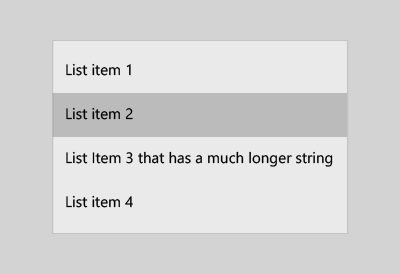 List item 1
List item 2
List Item 3 that has a much longer string
List item 4